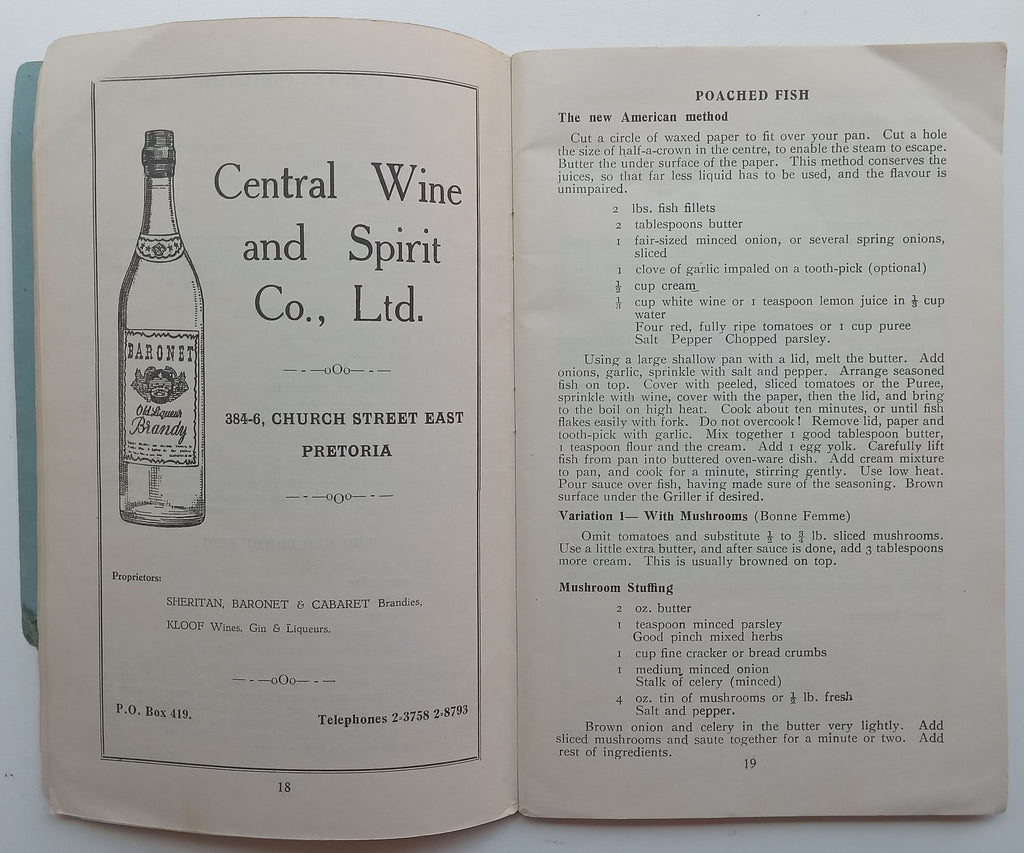 Central Wine
and Spirit
Co., Ltd.
BARONET
Old Liqueur
Brandy
— - —oOo— - —
384-6, CHURCH STREET EAST
PRETORIA
— - —oOo— - —
Proprietors:
SHERITAN, BARONET & CABARET Brandies,
KLOOF Wines. Gin & Liqueurs.
— - —oOo— - —
P.O. Box 419.
Telephones 2-3758 2-8793
18
POACHED FISH
The new American method
Cut a circle of waxed paper to fit over your pan. Cut a hole
the size of half-a-crown in the centre, to enable the steam to escape.
Butter the under surface of the paper. This method conserves the
juices, so that far less liquid has to be used, and the flavour is
unimpaired.
2 lbs. fish fillets
2 tablespoons butter
1 fair-sized minced onion, or several spring onions,
sliced
1 clove of garlic impaled on a tooth-pick (optional)
½ cup cream
⅓ cup white wine or 1 teaspoon lemon juice in ⅓ cup
water
Four red, fully ripe tomatoes or 1 cup puree
Salt Pepper Chopped parsley.
Using a large shallow pan with a lid, melt the butter. Add
onions, garlic, sprinkle with salt and pepper. Arrange seasoned
fish on top. Cover with peeled, sliced tomatoes or the Puree,
sprinkle with wine, cover with the paper, then the lid, and bring
to the boil on high heat. Cook about ten minutes, or until fish
flakes easily with fork. Do not overcook! Remove lid, paper and
tooth-pick with garlic. Mix together 1 good tablespoon butter,
1 teaspoon flour and the cream. Add 1 egg yolk. Carefully lift
fish from pan into buttered oven-ware dish. Add cream mixture
to pan, and cook for a minute, stirring gently. Use low heat.
Pour sauce over fish, having made sure of the seasoning. Brown
surface under the Griller if desired.
Variation 1— With Mushrooms (Bonne Femme)
Omit tomatoes and substitute ½ to ¾ lb. sliced mushrooms.
Use a little extra butter, and after sauce is done, add 3 tablespoons
more cream. This is usually browned on top.
Mushroom Stuffing
2 oz. butter
1 teaspoon minced parsley
Good pinch mixed herbs
1 cup fine cracker or bread crumbs
1 medium minced onion
Stalk of celery (minced)
4 oz. tin of mushrooms or ½ lb. fresh
Salt and pepper.
Brown onion and celery in the butter very lightly. Add
sliced mushrooms and saute together for a minute or two. Add
rest of ingredients.
19